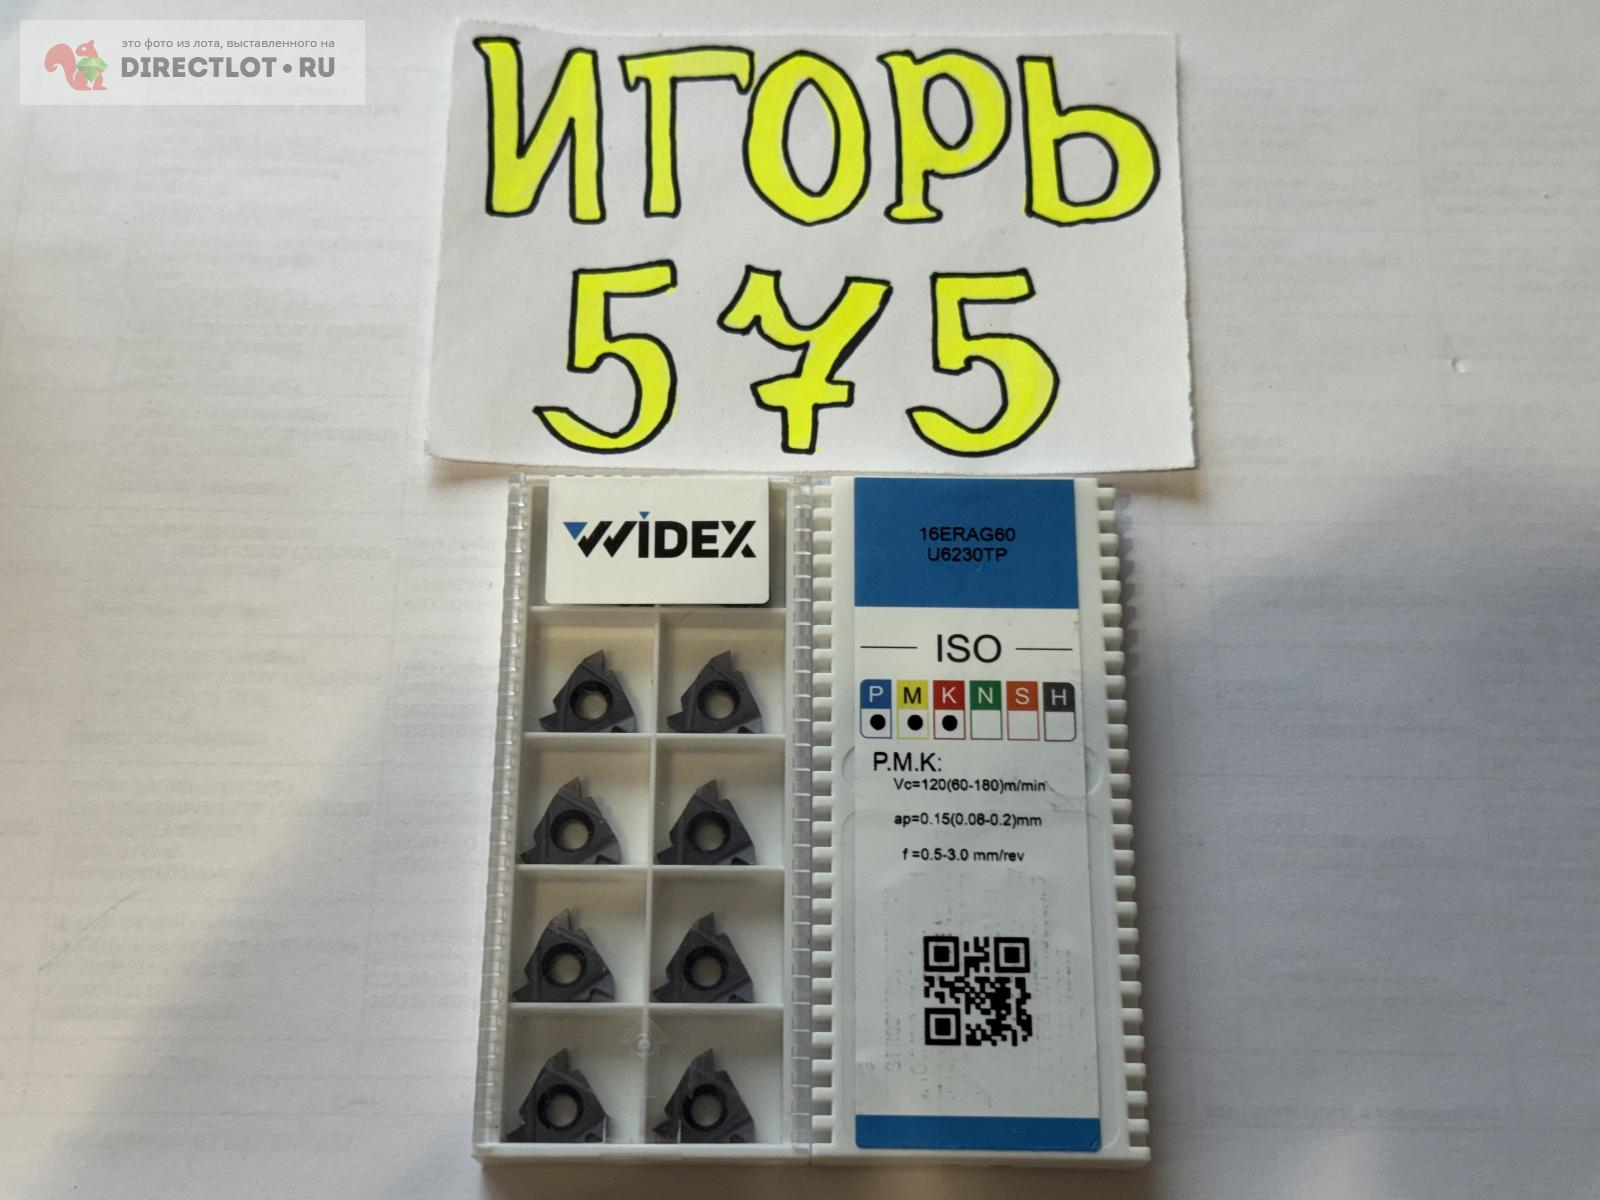 это фото из лота, выставленного на
DIRECTLOT•RU
ИГОРЬ
575
WIDEX
16ERAG60
U6230TP
ISO
P M K N S H
P.M.K:
Vc=120(60-180)m/min
ap=0.15(0.08-0.2)mm
f =0.5-3.0 mm/rev